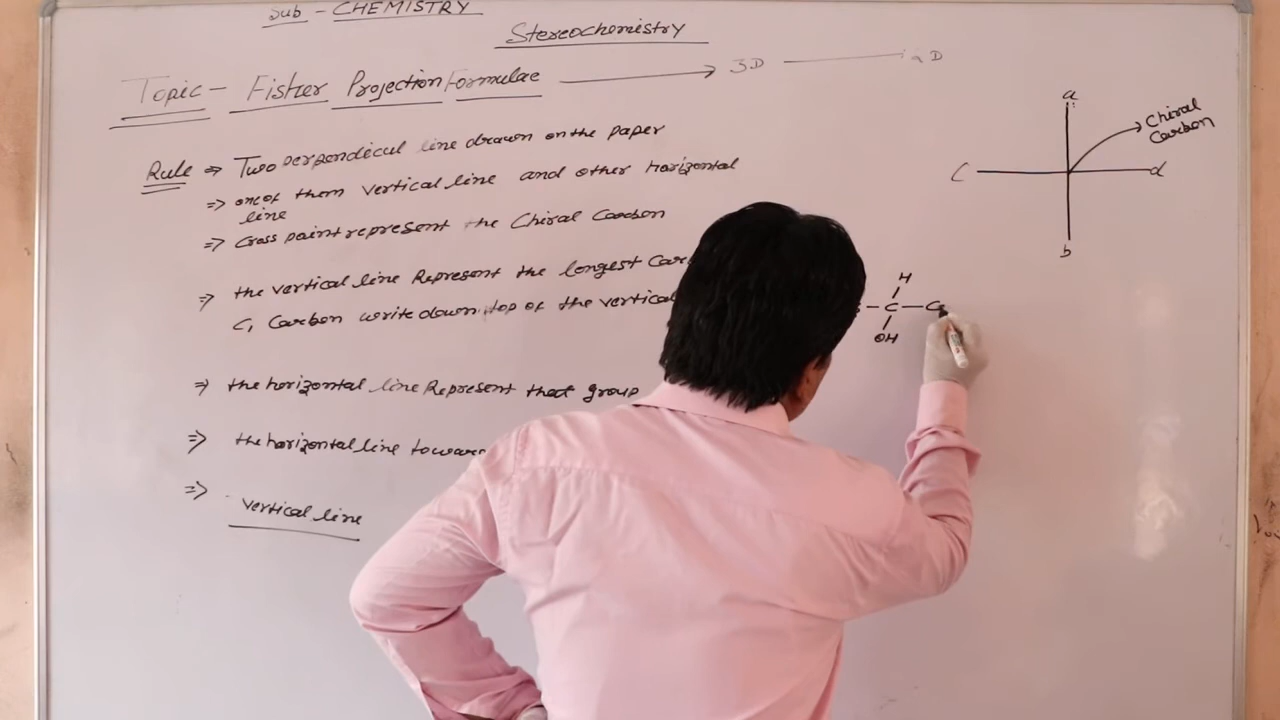 Sub - CHEMISTRY
Stereochemistry
Topic - Fisher Projection Formulae → 3D — in 2D
Rule ⇒ Two perpendicul line drawn on the paper
⇒ one of them vertical line and other horizontal
line
⇒ Cross point represent the Chiral Carbon
⇒ the vertical line Represent the longest Car
C₁ Carbon write down top of the vertical
⇒ the horizontal line Represent that group
⇒ the horizontal line towar
⇒ vertical line
a
Chiral
Carbon
C d
b
H
- C - C
OH